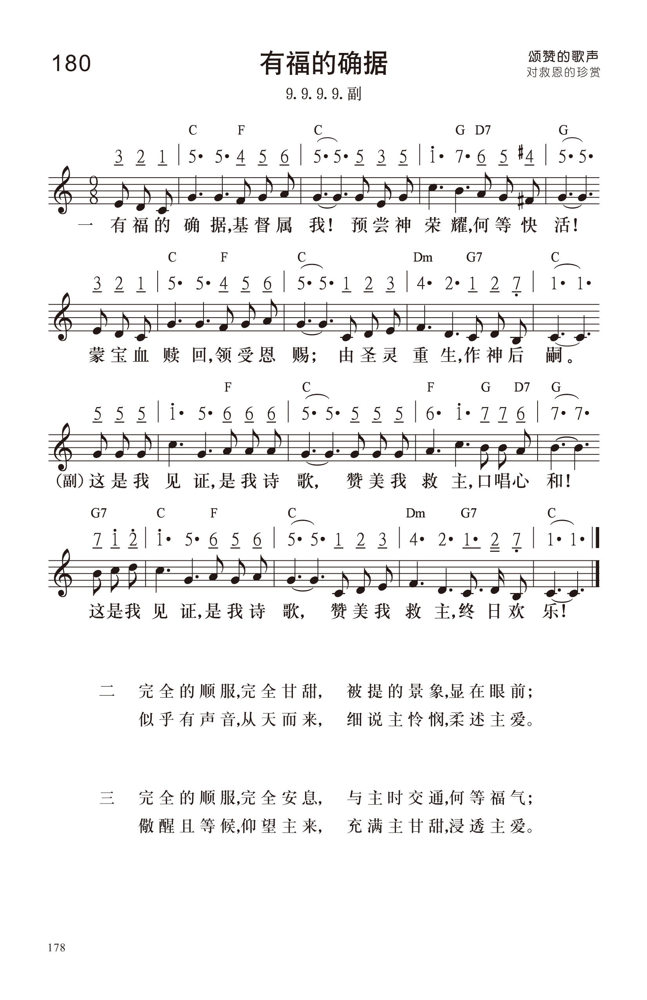 180
有福的确据
颂赞的歌声
对救恩的珍赏
9. 9. 9. 9. 副
C F C G D7 G
3 2 1 | 5· 5· 4 5 6 | 5· 5· 5 3 5 | 1· 7· 6 5 #4 | 5· 5·
9
8
一 有福的 确据,基督属 我! 预尝神 荣耀,何等快 活!
C F C Dm G7 C
3 2 1 | 5· 5· 4 5 6 | 5· 5· 1 2 3 | 4· 2· 1 2 7 | 1· 1·
蒙宝血 赎回,领受恩 赐; 由圣灵 重生,作神后 嗣。
F C F G D7 G
5 5 5 | 1· 5· 6 6 6 | 5· 5· 5 5 5 | 6· 1· 7 7 6 | 7· 7·
(副)这是我 见证,是我诗 歌, 赞美我 救主,口唱心 和!
G7 C F C Dm G7 C
7 1 2 | 1· 5· 6 5 6 | 5· 5· 1 2 3 | 4· 2· 1· 2 7 | 1· 1·
这是我 见证,是我诗 歌, 赞美我 救主,终日欢 乐!
二 完全的顺服,完全甘甜, 被提的景象,显在眼前;
似乎有声音,从天而来, 细说主怜悯,柔述主爱。
三 完全的顺服,完全安息, 与主时交通,何等福气;
儆醒且等候,仰望主来, 充满主甘甜,浸透主爱。
178